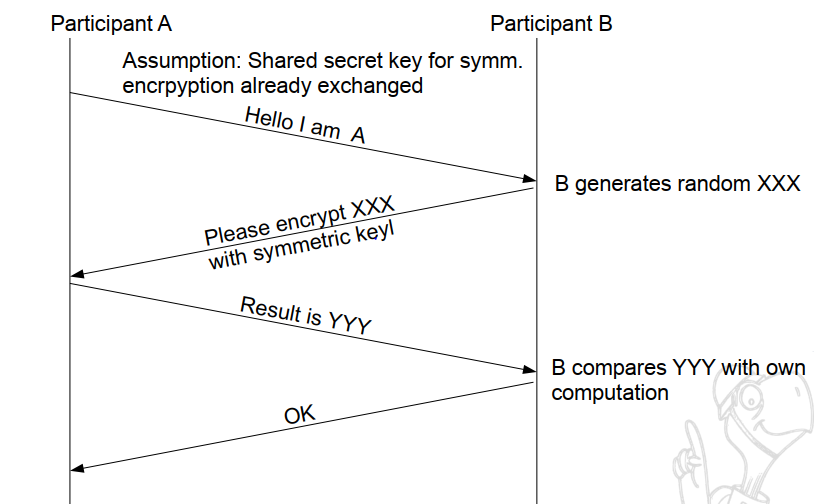 Participant A
Participant B
Assumption: Shared secret key for symm.
encrpyption already exchanged
Hello I am A
B generates random XXX
Please encrypt XXX
with symmetric keyl
Result is YYY
B compares YYY with own
computation
OK